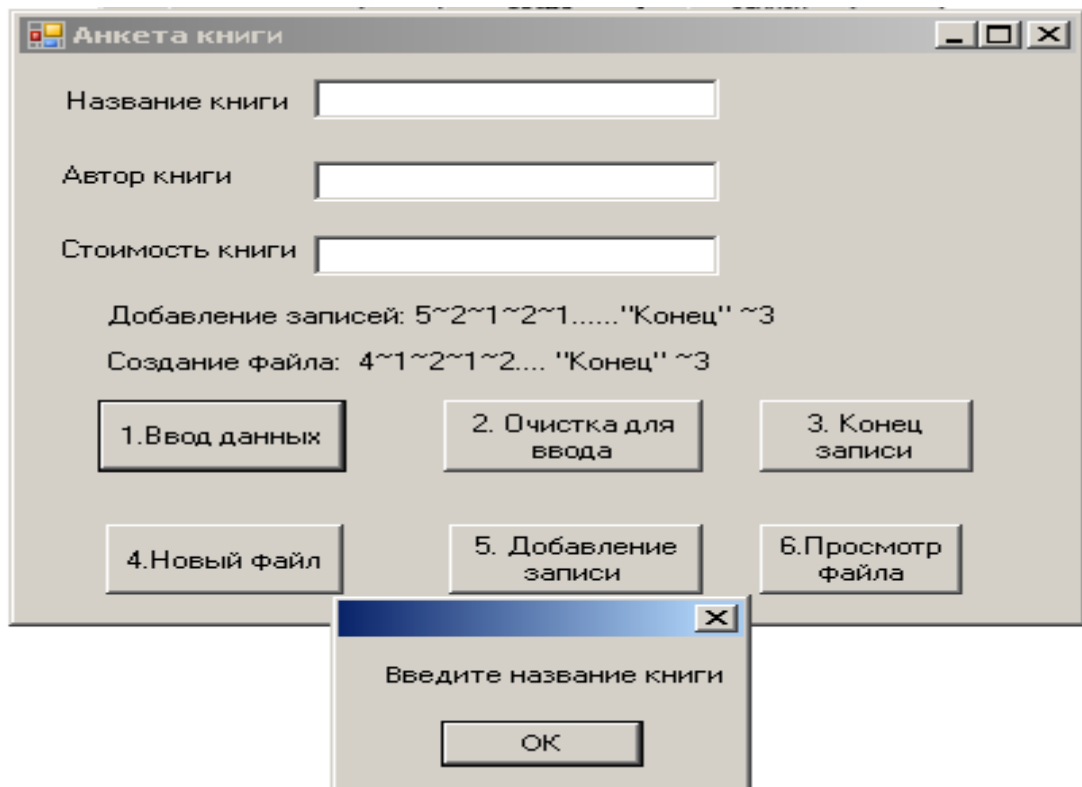 Анкета книги
Название книги
Автор книги
Стоимость книги
Добавление записей: 5~2~1~2~1......"Конец" ~3
Создание файла: 4~1~2~1~2.... "Конец" ~3
1.Ввод данных
2. Очистка для
ввода
3. Конец
записи
4.Новый файл
5. Добавление
записи
6.Просмотр
файла
Введите название книги
ОК